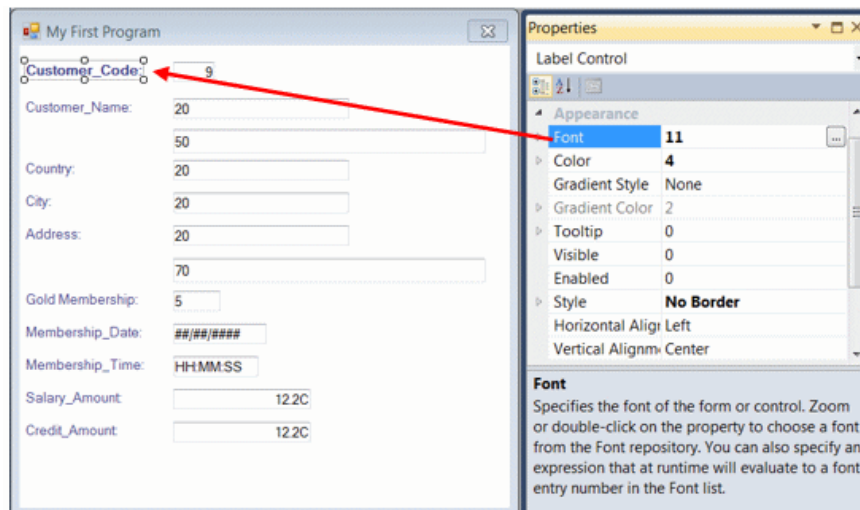 My First Program
Customer_Code: 9
Customer_Name: 20
50
Country: 20
City: 20
Address: 20
70
Gold Membership: 5
Membership_Date: ##/##/####
Membership_Time: HH:MM:SS
Salary_Amount: 12.2C
Credit_Amount: 12.2C
Properties
Label Control
Appearance
Font 11
Color 4
Gradient Style None
Gradient Color 2
Tooltip 0
Visible 0
Enabled 0
Style No Border
Horizontal Aligr Left
Vertical Alignm Center
Font
Specifies the font of the form or control. Zoom
or double-click on the property to choose a font
from the Font repository. You can also specify an
expression that at runtime will evaluate to a font
entry number in the Font list.